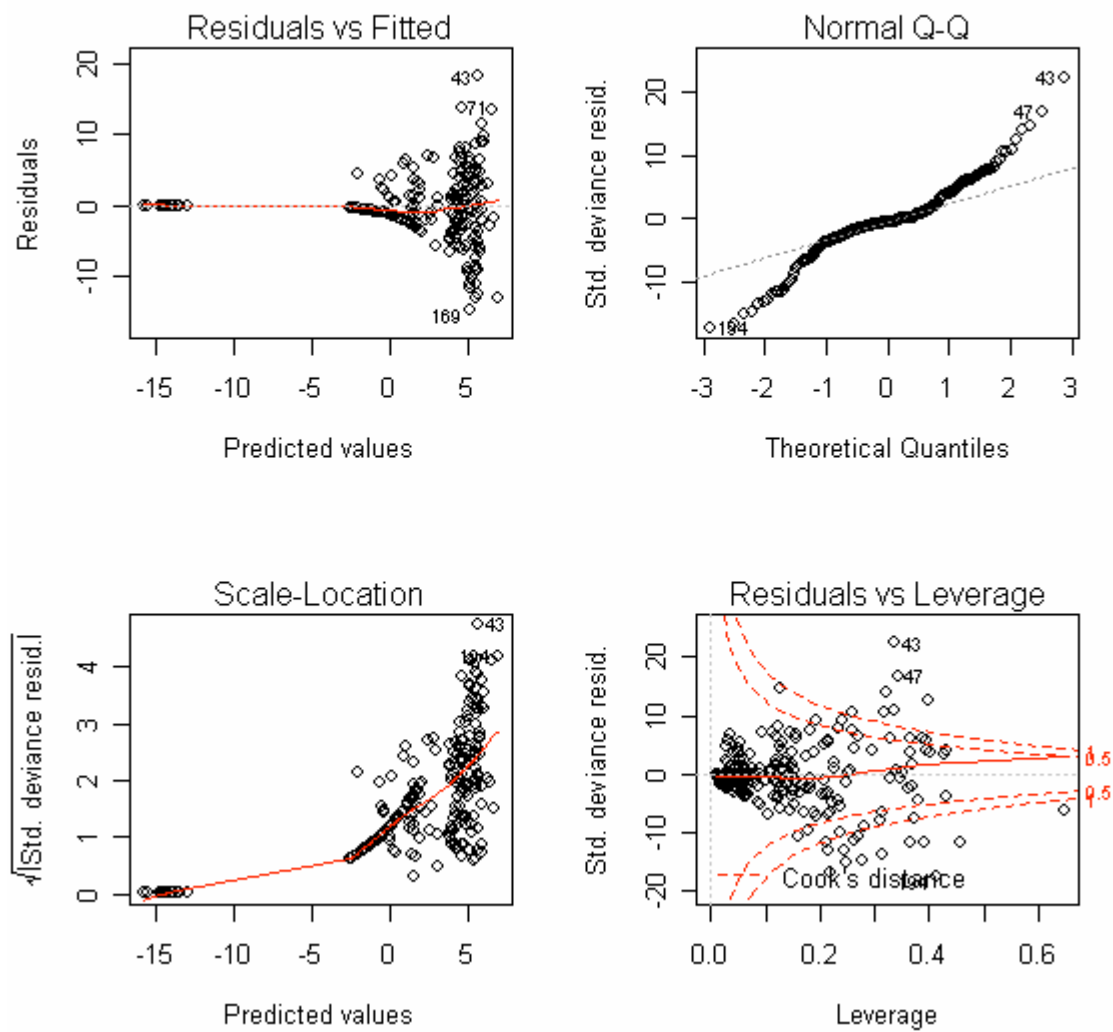 Residuals vs Fitted
Residuals
20
10
0
-10
43
71
169
-15 -10 -5 0 5
Predicted values
Normal Q-Q
Std. deviance resid.
20
10
0
-10
43
47
194
-3 -2 -1 0 1 2 3
Theoretical Quantiles
Scale-Location
√|Std. deviance resid.|
4
3
2
1
0
43
194
-15 -10 -5 0 5
Predicted values
Residuals vs Leverage
Std. deviance resid.
20
10
0
-10
-20
43
47
1
0.5
0.5
1
Cook's distance
0.0 0.2 0.4 0.6
Leverage